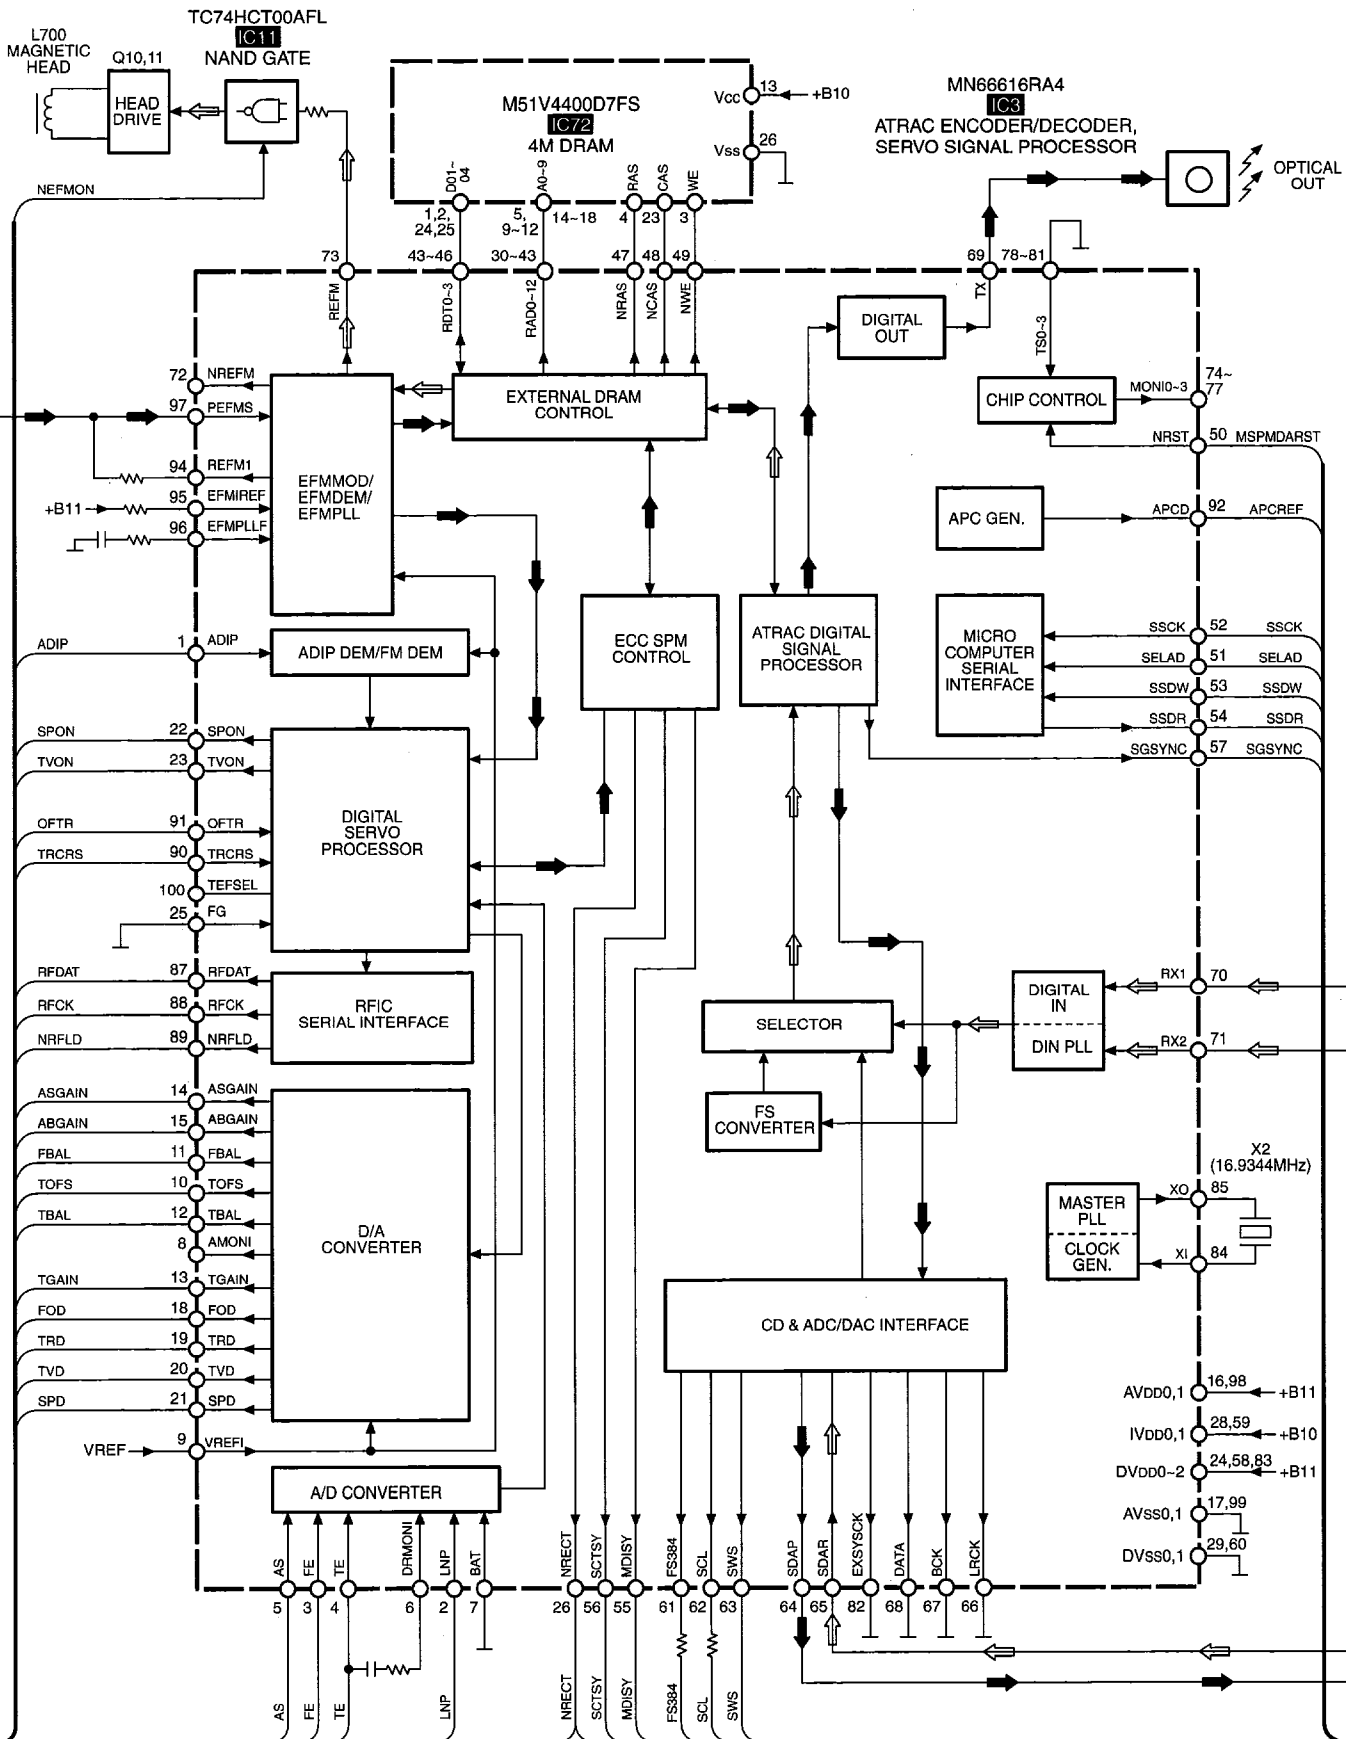 TC74HCT00AFL
IC11
NAND GATE
L700
MAGNETIC
HEAD
Q10,11
HEAD
DRIVE
NEFMON
M51V4400D7FS
IC72
4M DRAM
Vcc
13
+B10
Vss
26
D01~
04
A0~9
RAS
CAS
WE
1,2,
24,25
5,
9~12
14~18
4
23
3
MN66616RA4
IC3
ATRAC ENCODER/DECODER,
SERVO SIGNAL PROCESSOR
OPTICAL
OUT
73
43~46
30~43
47
48
49
69
78~81
REFM
RDT0~3
RAD0~12
NRAS
NCAS
NWE
TX
TS0~3
DIGITAL
OUT
72
NREFM
97
PEFMS
94
REFM1
+B11
95
EFMIREF
96
EFMPLLF
EFMMOD/
EFMDEM/
EFMPLL
EXTERNAL DRAM
CONTROL
CHIP CONTROL
MONI0~3
74~
77
NRST
50
MSPMDARST
APC GEN.
APCD
92
APCREF
ADIP
1
ADIP
ADIP DEM/FM DEM
ECC SPM
CONTROL
ATRAC DIGITAL
SIGNAL
PROCESSOR
MICRO
COMPUTER
SERIAL
INTERFACE
SSCK
52
SSCK
SELAD
51
SELAD
SSDW
53
SSDW
SSDR
54
SSDR
SGSYNC
57
SGSYNC
SPON
22
SPON
TVON
23
TVON
OFTR
91
OFTR
TRCRS
90
TRCRS
100
TEFSEL
25
FG
DIGITAL
SERVO
PROCESSOR
RFDAT
87
RFDAT
RFCK
88
RFCK
NRFLD
89
NRFLD
RFIC
SERIAL INTERFACE
SELECTOR
DIGITAL
IN
DIN PLL
RX1
70
RX2
71
FS
CONVERTER
ASGAIN
14
ASGAIN
ABGAIN
15
ABGAIN
FBAL
11
FBAL
TOFS
10
TOFS
TBAL
12
TBAL
8
AMONI
TGAIN
13
TGAIN
FOD
18
FOD
TRD
19
TRD
TVD
20
TVD
SPD
21
SPD
VREF
9
VREFI
D/A
CONVERTER
X2
(16.9344MHz)
MASTER
PLL
CLOCK
GEN.
XO
85
XI
84
CD & ADC/DAC INTERFACE
AVDD0,1
16,98
+B11
IVDD0,1
28,59
+B10
DVDD0~2
24,58,83
+B11
AVSS0,1
17,99
DVSS0,1
29,60
A/D CONVERTER
AS
FE
TE
DRMONI
LNP
BAT
NRECT
SCTSY
MDISY
FS384
SCL
SWS
SDAP
SDAR
EXSYSCK
DATA
BCK
LRCK
5
3
4
6
2
7
26
56
55
61
62
63
64
65
82
68
67
66
AS
FE
TE
LNP
NRECT
SCTSY
MDISY
FS384
SCL
SWS